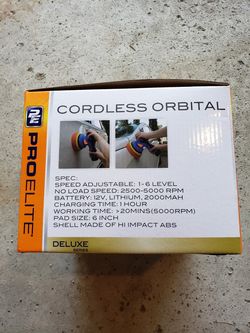 PROELITE
CORDLESS ORBITAL
SPEC:
SPEED ADJUSTABLE: 1-6 LEVEL
NO LOAD SPEED: 2500-5000 RPM
BATTERY: 12V, LITHIUM, 2000MAH
CHARGING TIME: 1 HOUR
WORKING TIME: >20MINS(5000RPM)
PAD SIZE: 6 INCH
SHELL MADE OF HI IMPACT ABS
DELUXE
SERIES